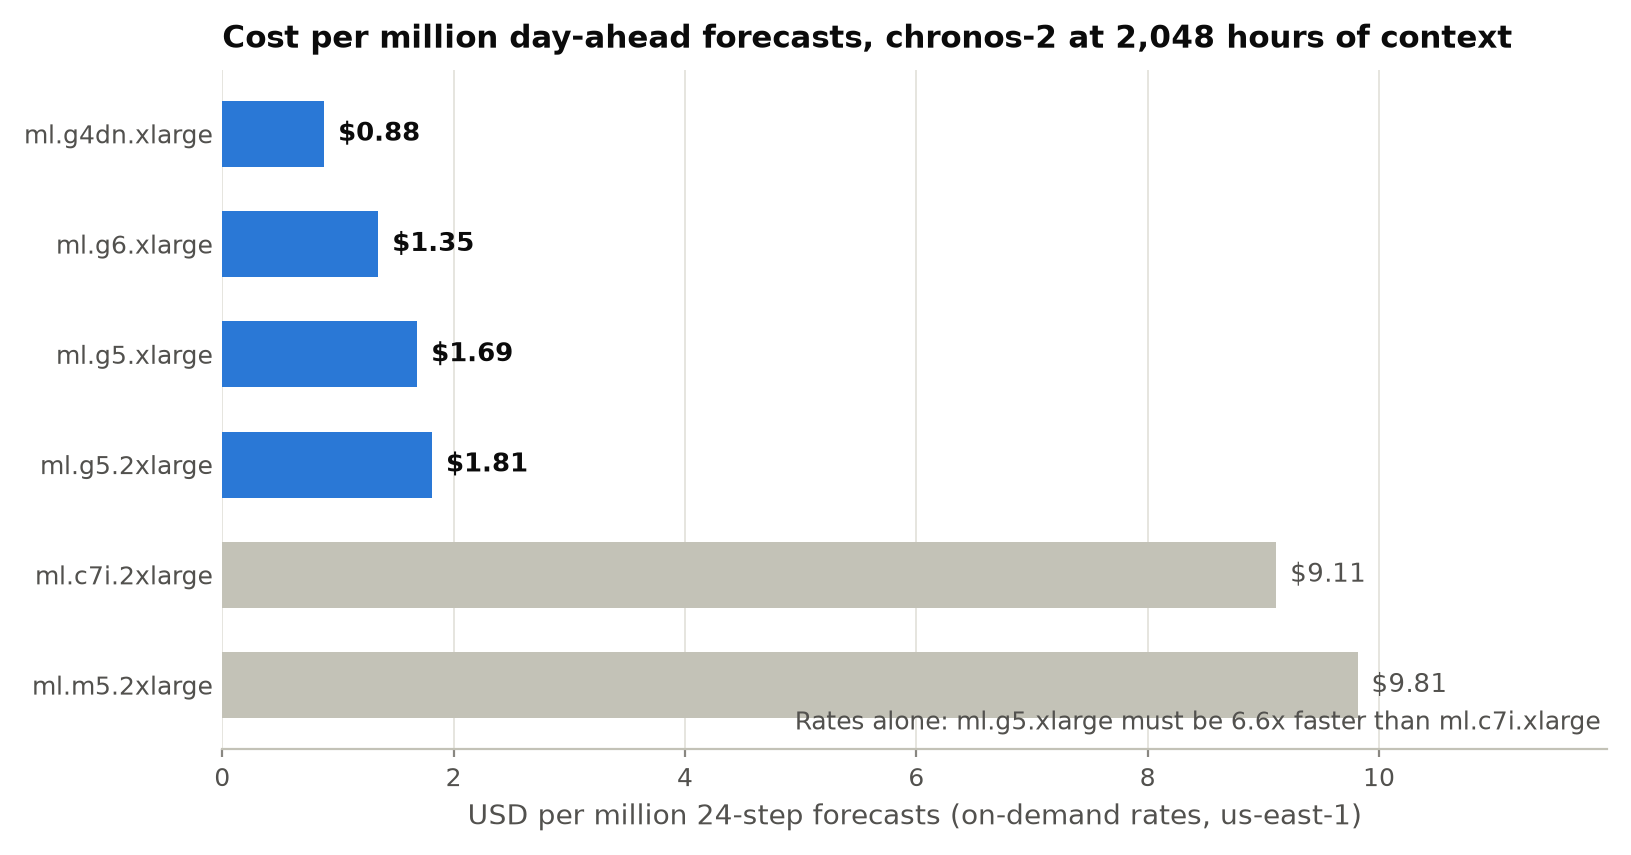 Cost per million day-ahead forecasts, chronos-2 at 2,048 hours of context
ml.g4dn.xlarge $0.88
ml.g6.xlarge $1.35
ml.g5.xlarge $1.69
ml.g5.2xlarge $1.81
ml.c7i.2xlarge $9.11
ml.m5.2xlarge $9.81
Rates alone: ml.g5.xlarge must be 6.6x faster than ml.c7i.xlarge
0 2 4 6 8 10
USD per million 24-step forecasts (on-demand rates, us-east-1)